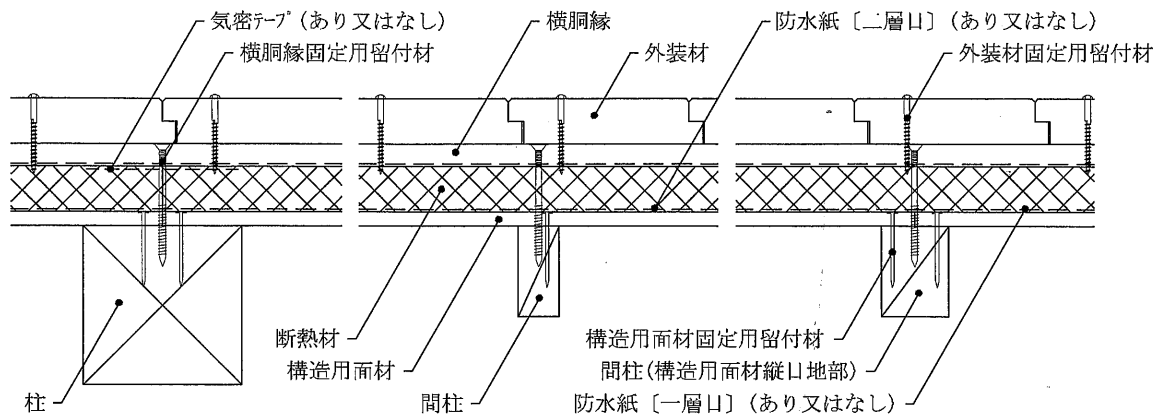 気密テープ(あり又はなし)
横胴縁
防水紙〔二層目〕(あり又はなし)
横胴縁固定用留付材
外装材
外装材固定用留付材
断熱材
構造用面材固定用留付材
構造用面材
間柱(構造用面材縦目地部)
柱
間柱
防水紙〔一層目〕(あり又はなし)